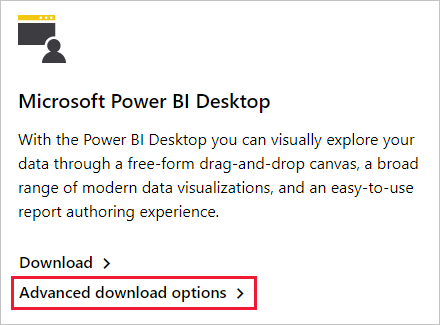 Microsoft Power BI Desktop
With the Power BI Desktop you can visually explore your
data through a free-form drag-and-drop canvas, a broad
range of modern data visualizations, and an easy-to-use
report authoring experience.
Download
Advanced download options